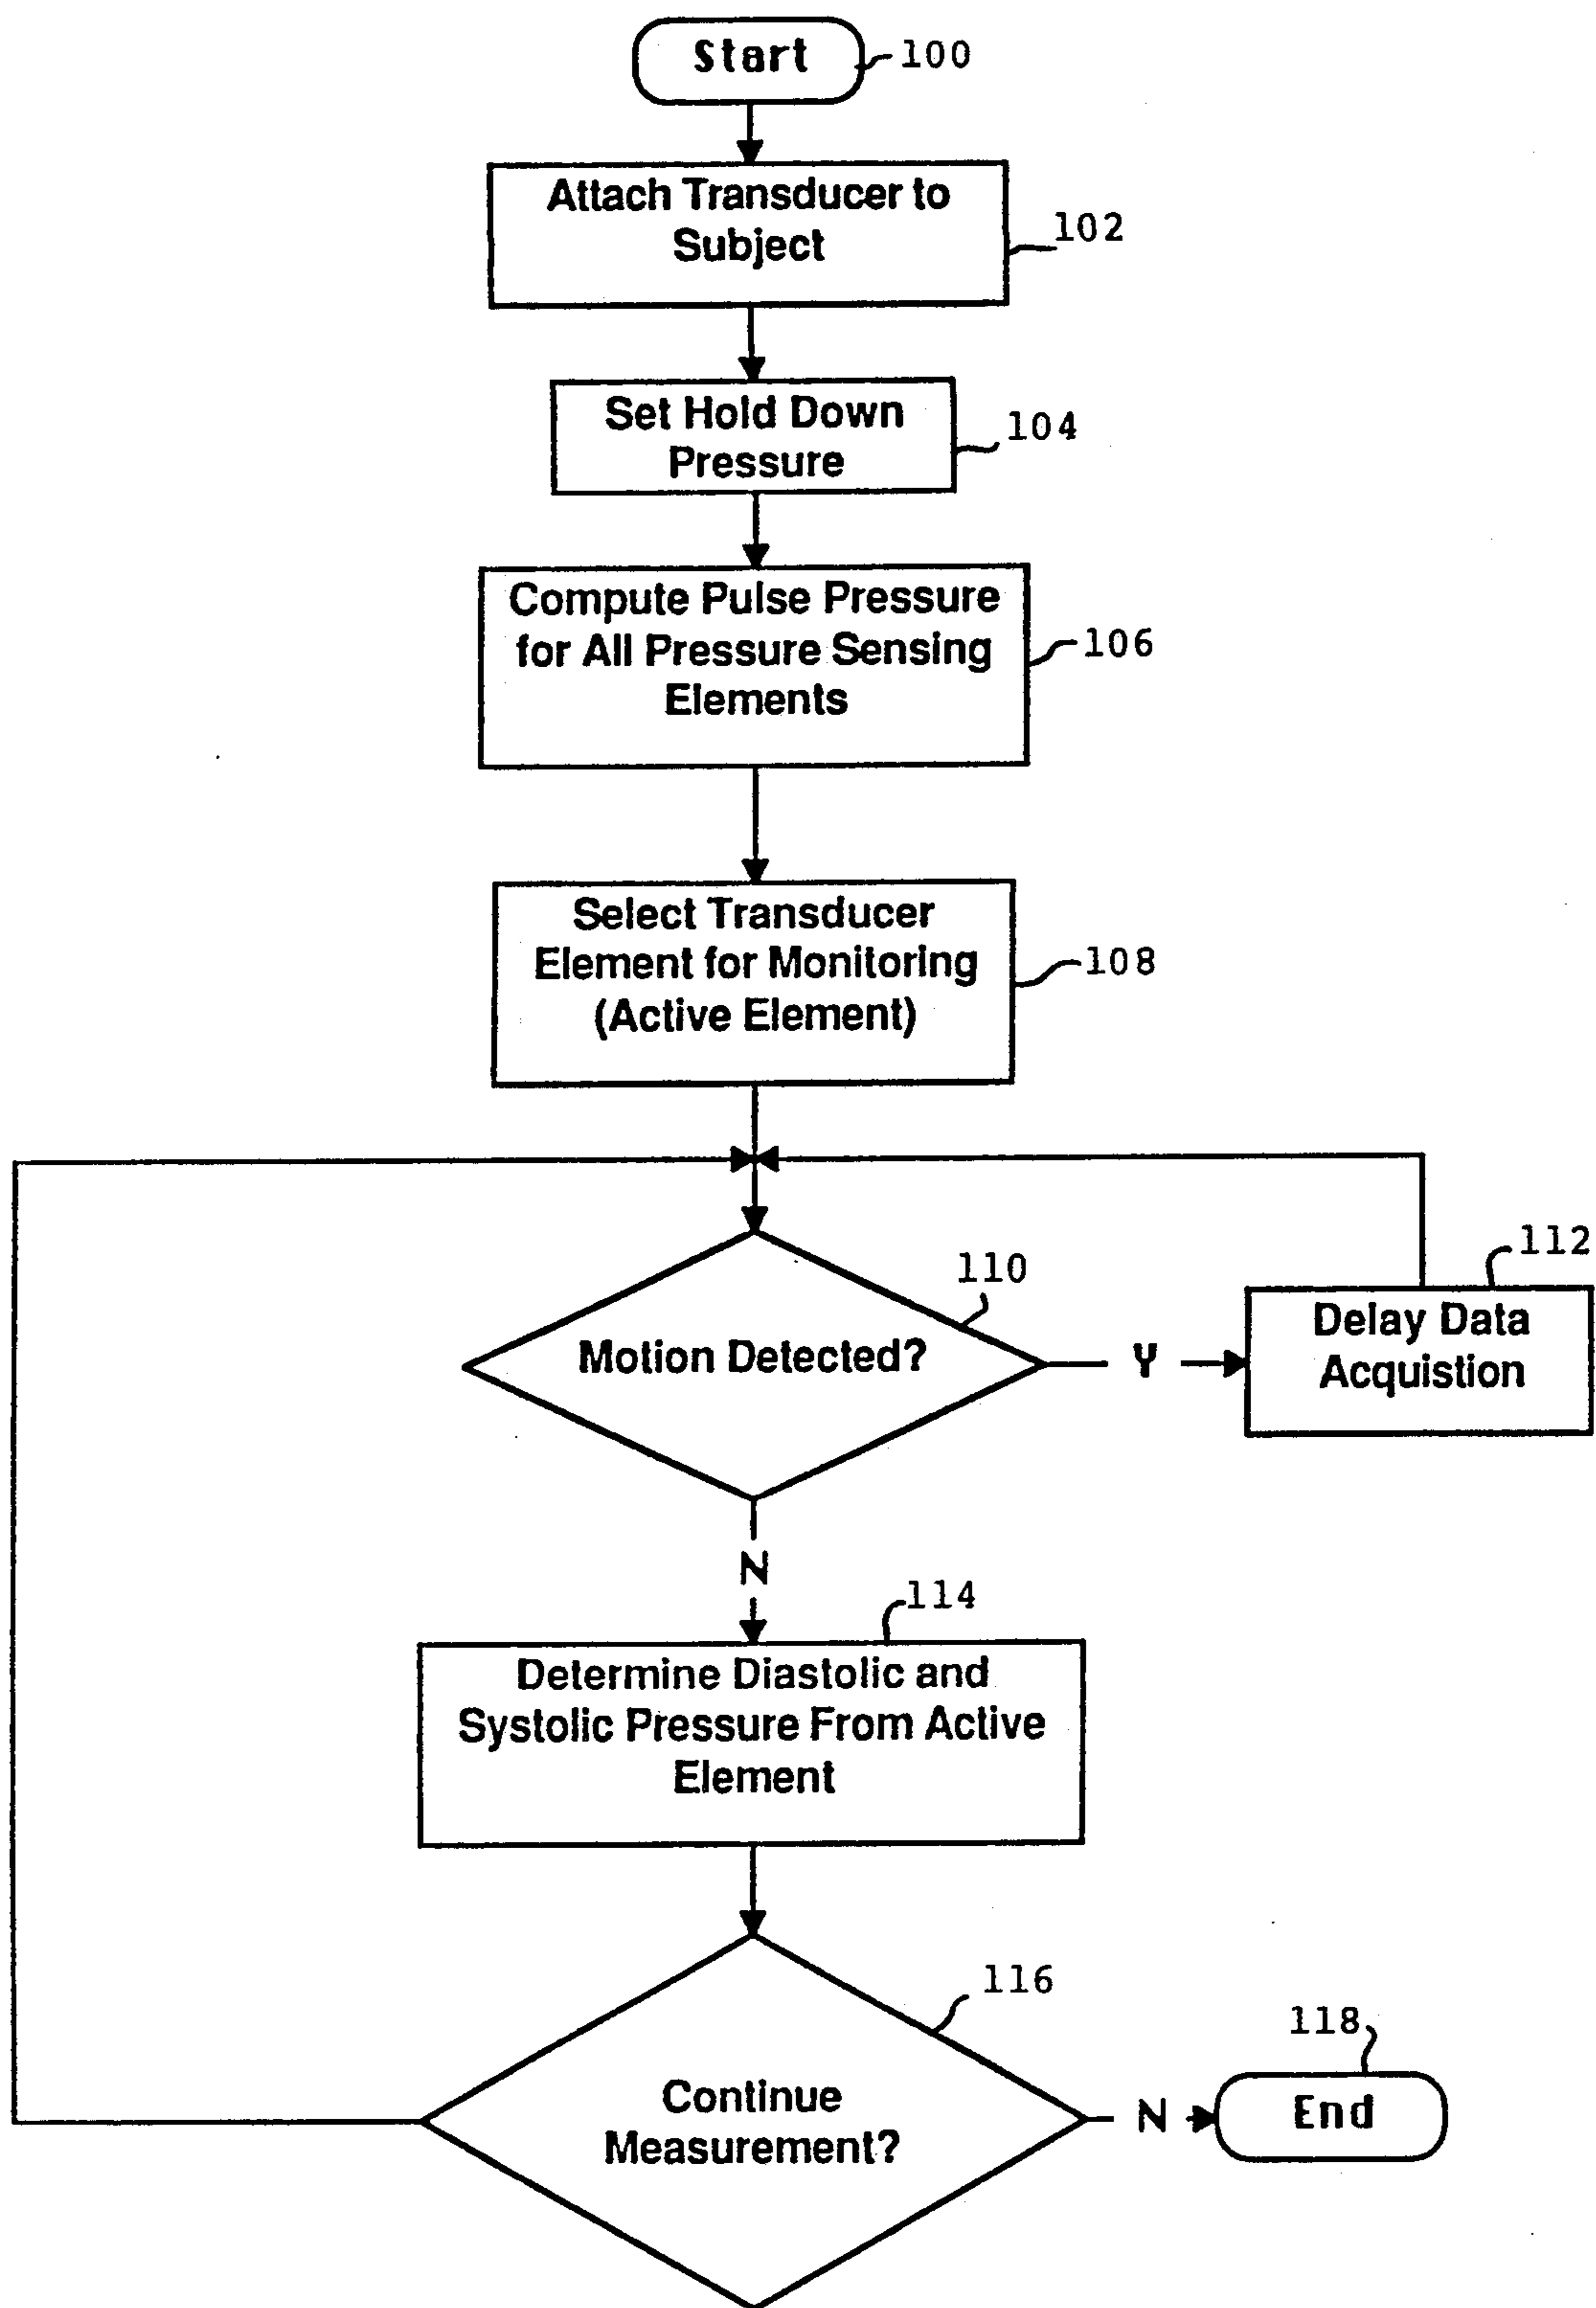 Start
100
Attach Transducer to
Subject
102
Set Hold Down
Pressure
104
Compute Pulse Pressure
for All Pressure Sensing
Elements
106
Select Transducer
Element for Monitoring
(Active Element)
108
110
Motion Detected?
Y
112
Delay Data
Acquistion
N
114
Determine Diastolic and
Systolic Pressure From Active
Element
116
Continue
Measurement?
N
118
End